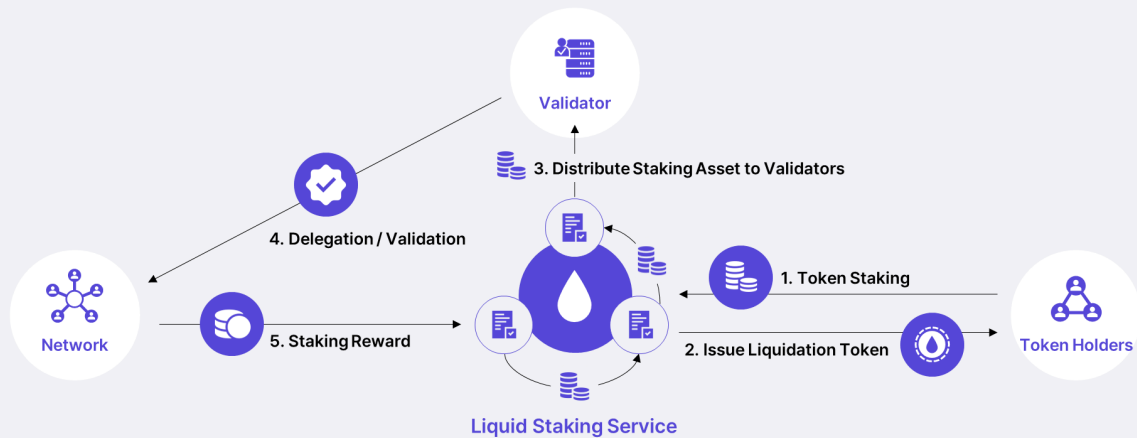 Validator
3. Distribute Staking Asset to Validators
4. Delegation / Validation
1. Token Staking
Network
5. Staking Reward
2. Issue Liquidation Token
Token Holders
Liquid Staking Service